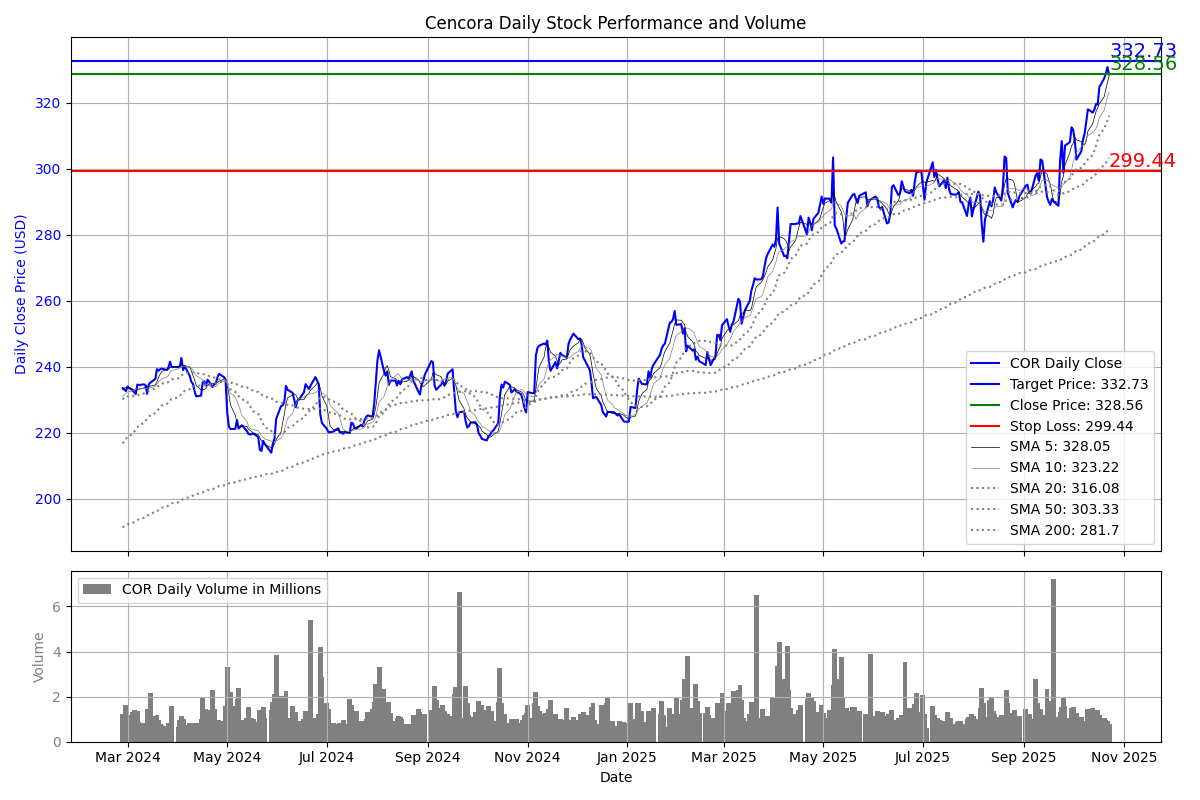 Cencora Daily Stock Performance and Volume
332.73
328.56
299.44
Daily Close Price (USD)
320
300
280
260
240
220
200
COR Daily Close
Target Price: 332.73
Close Price: 328.56
Stop Loss: 299.44
SMA 5: 328.05
SMA 10: 323.22
SMA 20: 316.08
SMA 50: 303.33
SMA 200: 281.7
COR Daily Volume in Millions
Volume
6
4
2
0
Mar 2024
May 2024
Jul 2024
Sep 2024
Nov 2024
Jan 2025
Mar 2025
May 2025
Jul 2025
Sep 2025
Nov 2025
Date